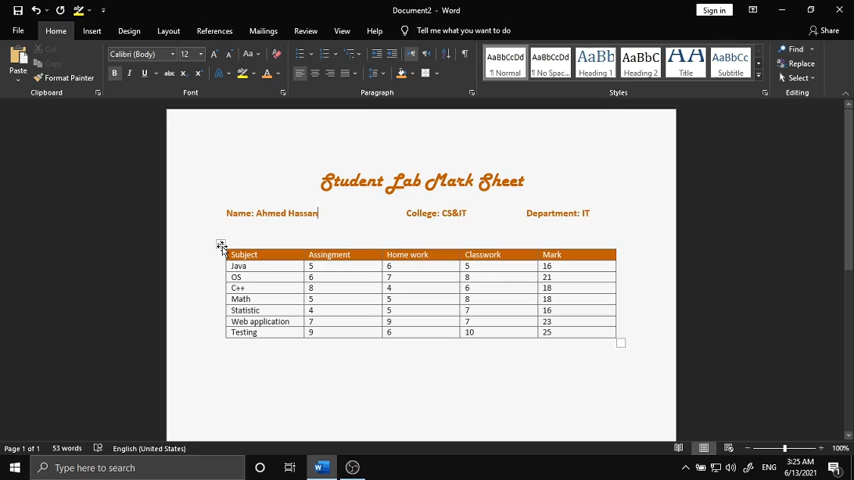 Document2 - Word
Sign in
File Home Insert Design Layout References Mailings Review View Help Tell me what you want to do Share
Paste
Cut
Copy
Format Painter
Calibri (Body) 12
AaBbCcDd AaBbCcDd AaBb( AaBbC AA AaBbCc
¶ Normal ¶ No Spac... Heading 1 Heading 2 Title Subtitle
Find
Replace
Select
Clipboard Font Paragraph Styles Editing
Student Lab Mark Sheet
Name: Ahmed Hassan College: CS&IT Department: IT
Subject Assingment Home work Classwork Mark
Java 5 6 5 16
OS 6 7 8 21
C++ 8 4 6 18
Math 5 5 8 18
Statistic 4 5 7 16
Web application 7 9 7 23
Testing 9 6 10 25
Page 1 of 1 53 words English (United States) 100%
Type here to search
ENG
3:25 AM
6/13/2021